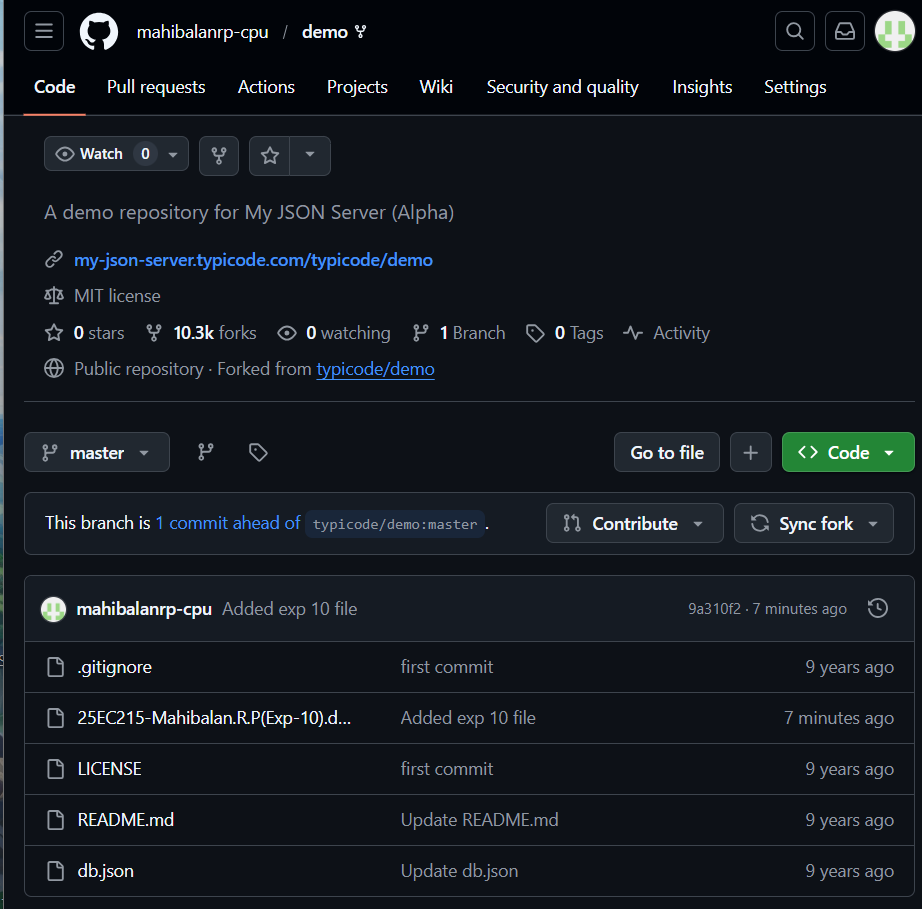 mahibalanrp-cpu / demo
Code Pull requests Actions Projects Wiki Security and quality Insights Settings
Watch 0
A demo repository for My JSON Server (Alpha)
my-json-server.typicode.com/typicode/demo
MIT license
0 stars 10.3k forks 0 watching 1 Branch 0 Tags Activity
Public repository · Forked from typicode/demo
master Go to file Code
This branch is 1 commit ahead of typicode/demo:master . Contribute Sync fork
mahibalanrp-cpu Added exp 10 file 9a310f2 · 7 minutes ago
.gitignore first commit 9 years ago
25EC215-Mahibalan.R.P(Exp-10).d... Added exp 10 file 7 minutes ago
LICENSE first commit 9 years ago
README.md Update README.md 9 years ago
db.json Update db.json 9 years ago